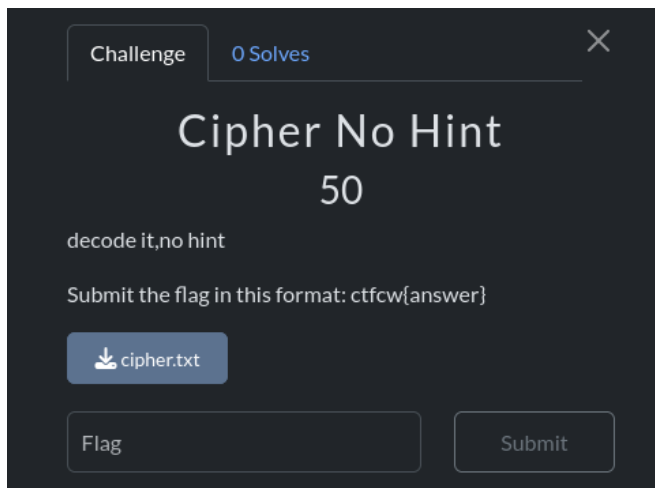 Challenge
0 Solves
Cipher No Hint
50
decode it,no hint
Submit the flag in this format: ctfcw{answer}
cipher.txt
Flag
Submit